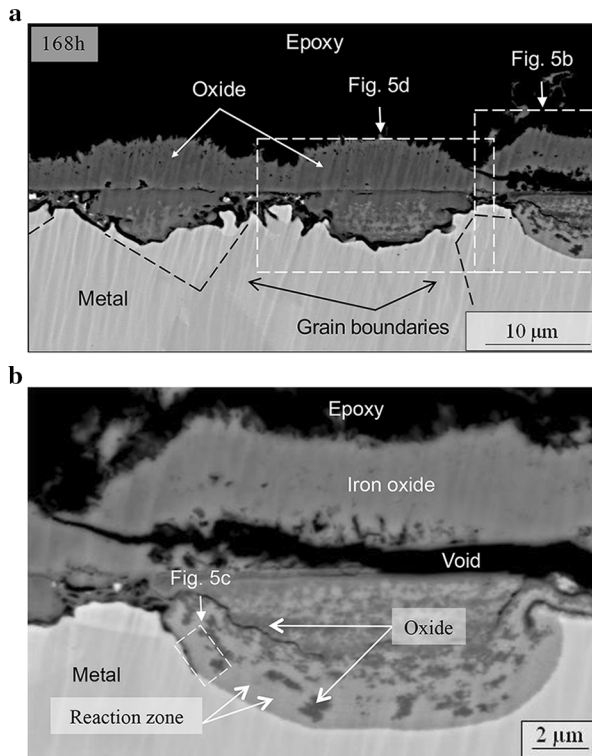 a
168h
Epoxy
Fig. 5b
Oxide
Fig. 5d
Metal
Grain boundaries
10 µm
b
Epoxy
Iron oxide
Void
Fig. 5c
Oxide
Metal
Reaction zone
2 µm